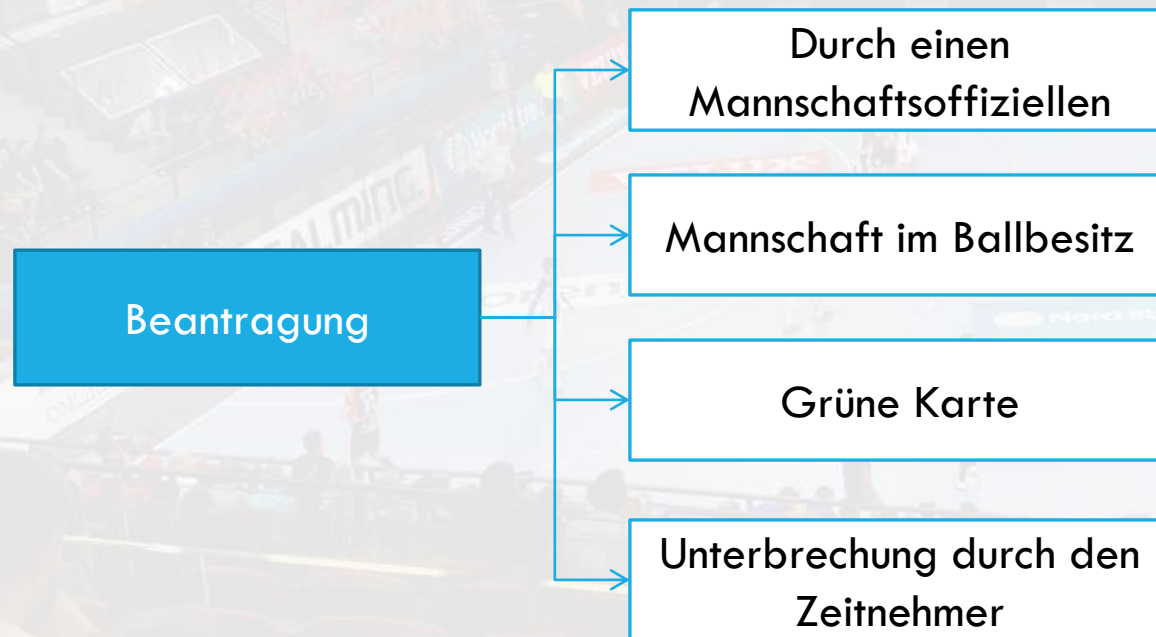 Durch einen
Mannschaftsoffiziellen
Mannschaft im Ballbesitz
Beantragung
Grüne Karte
Unterbrechung durch den
Zeitnehmer